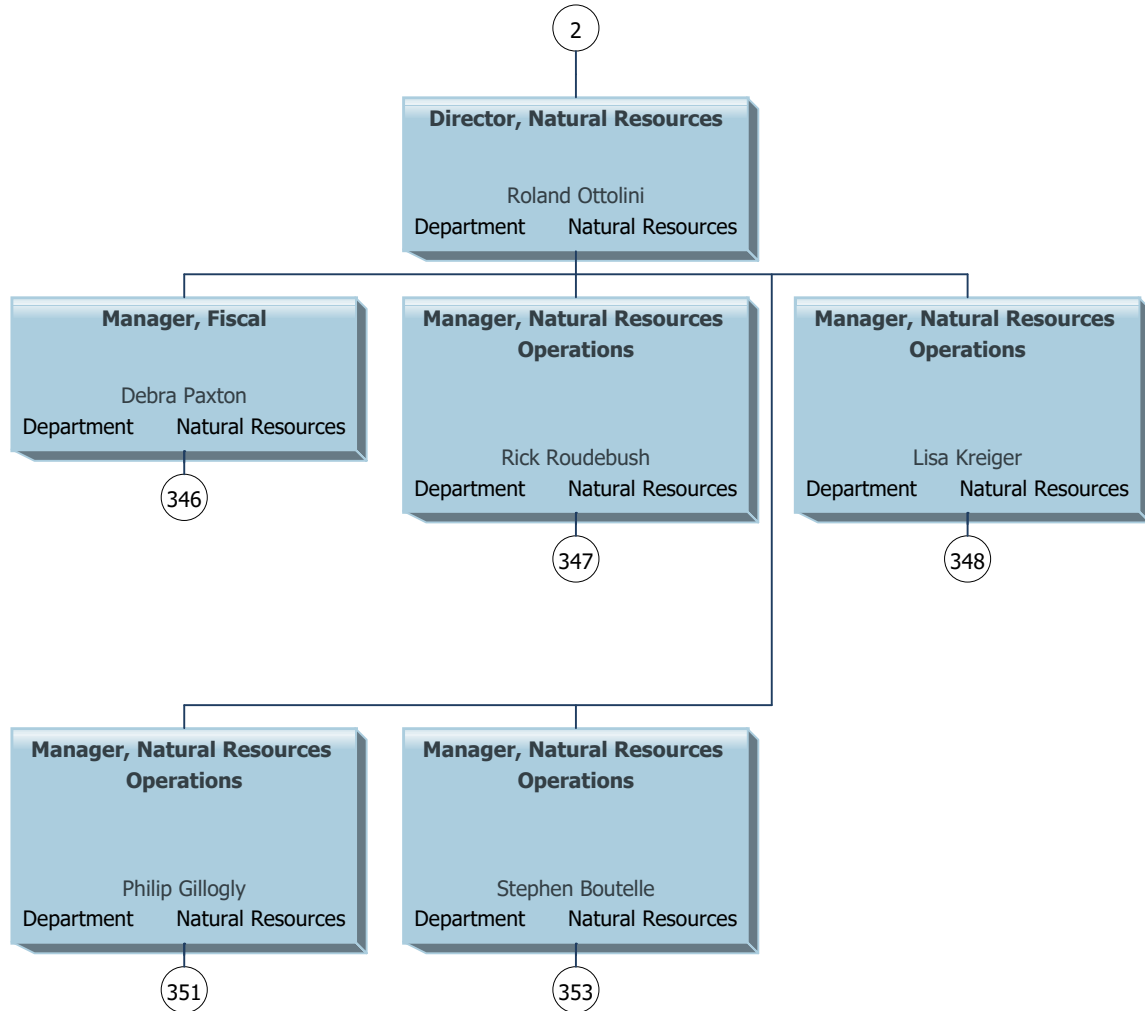 2
Director, Natural Resources
Roland Ottolini
Department Natural Resources
Manager, Fiscal
Debra Paxton
Department Natural Resources
346
Manager, Natural Resources
Operations
Rick Roudebush
Department Natural Resources
347
Manager, Natural Resources
Operations
Lisa Kreiger
Department Natural Resources
348
Manager, Natural Resources
Operations
Philip Gillogly
Department Natural Resources
351
Manager, Natural Resources
Operations
Stephen Boutelle
Department Natural Resources
353